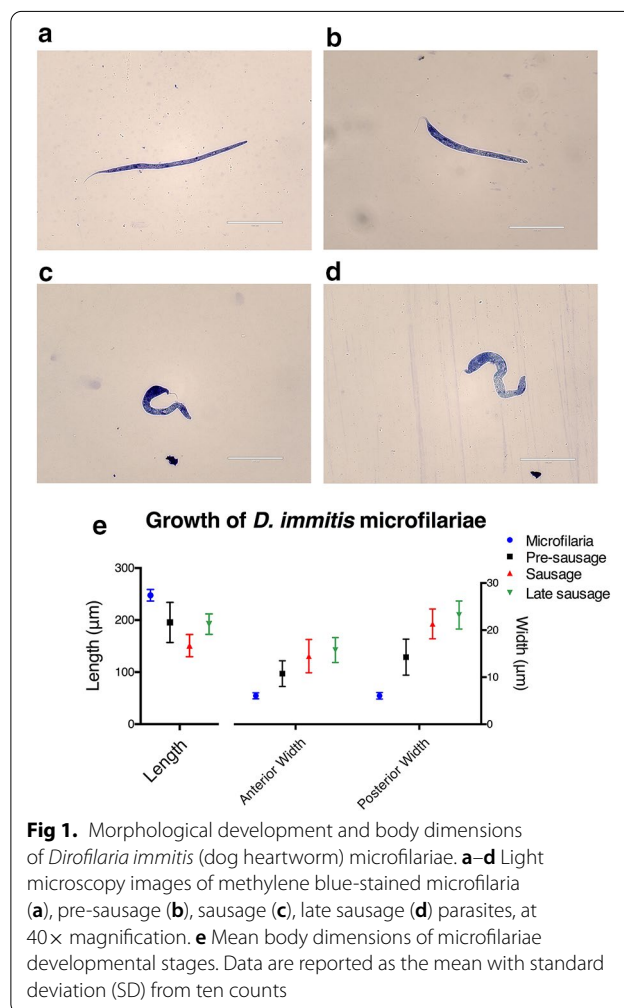 a
b
c
d
e Growth of D. immitis microfilariae
Microfilaria
Pre-sausage
Sausage
Late sausage
300
200
100
0
Length (µm)
30
20
10
0
Width (µm)
Length
Anterior Width
Posterior Width
Fig 1. Morphological development and body dimensions
of Dirofilaria immitis (dog heartworm) microfilariae. a–d Light
microscopy images of methylene blue-stained microfilaria
(a), pre-sausage (b), sausage (c), late sausage (d) parasites, at
40× magnification. e Mean body dimensions of microfilariae
developmental stages. Data are reported as the mean with standard
deviation (SD) from ten counts